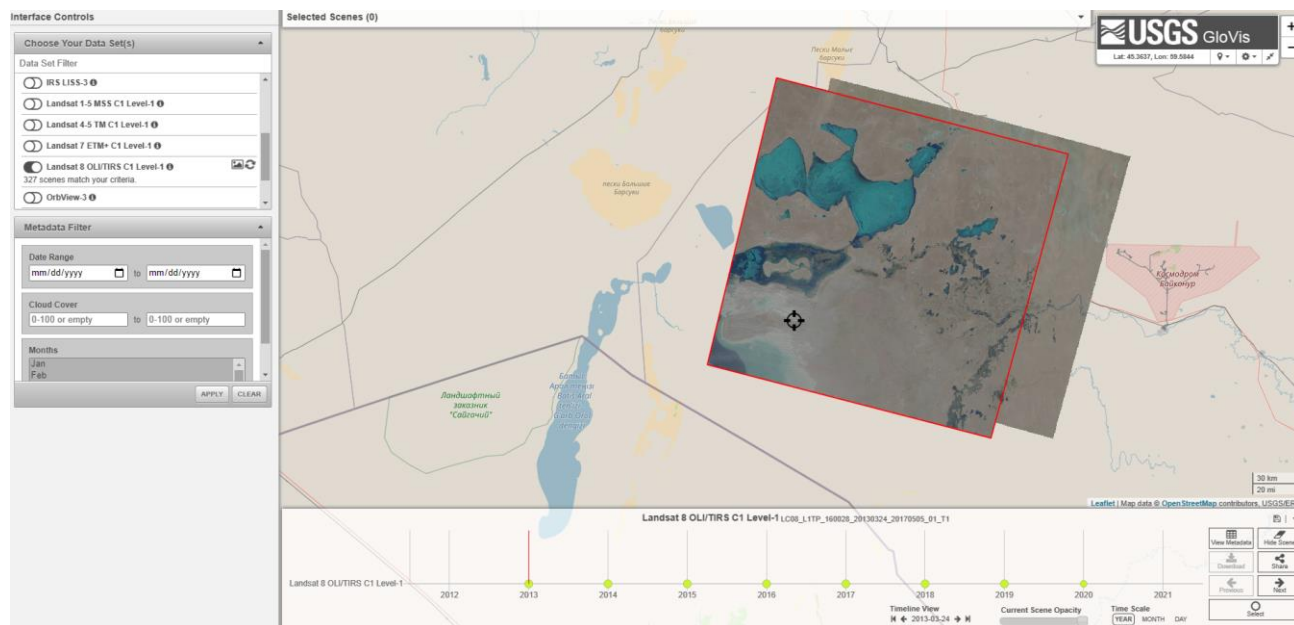 Interface Controls
Choose Your Data Set(s)
Data Set Filter
IRS LISS-3
Landsat 1-5 MSS C1 Level-1
Landsat 4-5 TM C1 Level-1
Landsat 7 ETM+ C1 Level-1
Landsat 8 OLI/TIRS C1 Level-1
327 scenes match your criteria.
OrbView-3
Metadata Filter
Date Range
mm/dd/yyyy to mm/dd/yyyy
Cloud Cover
0-100 or empty to 0-100 or empty
Months
Jan
Feb
APPLY CLEAR
Selected Scenes (0)
USGS GloVis
Lat: 45.3637, Lon: 59.5844
барсуки
Пески Малые
барсуки
пески Большие
Барсуки
Космодром
Байконур
Ландшафтный
заказник
"Сайгочий"
30 km
20 mi
Leaflet | Map data © OpenStreetMap contributors, USGS/ER
Landsat 8 OLI/TIRS C1 Level-1 LC08_L1TP_160028_20130324_20170505_01_T1
View Metadata Hide Scene
Download Share
Previous Next
Select
Landsat 8 OLI/TIRS C1 Level-1
2012 2013 2014 2015 2016 2017 2018 2019 2020 2021
Timeline View
2013-03-24
Current Scene Opacity
Time Scale
YEAR MONTH DAY